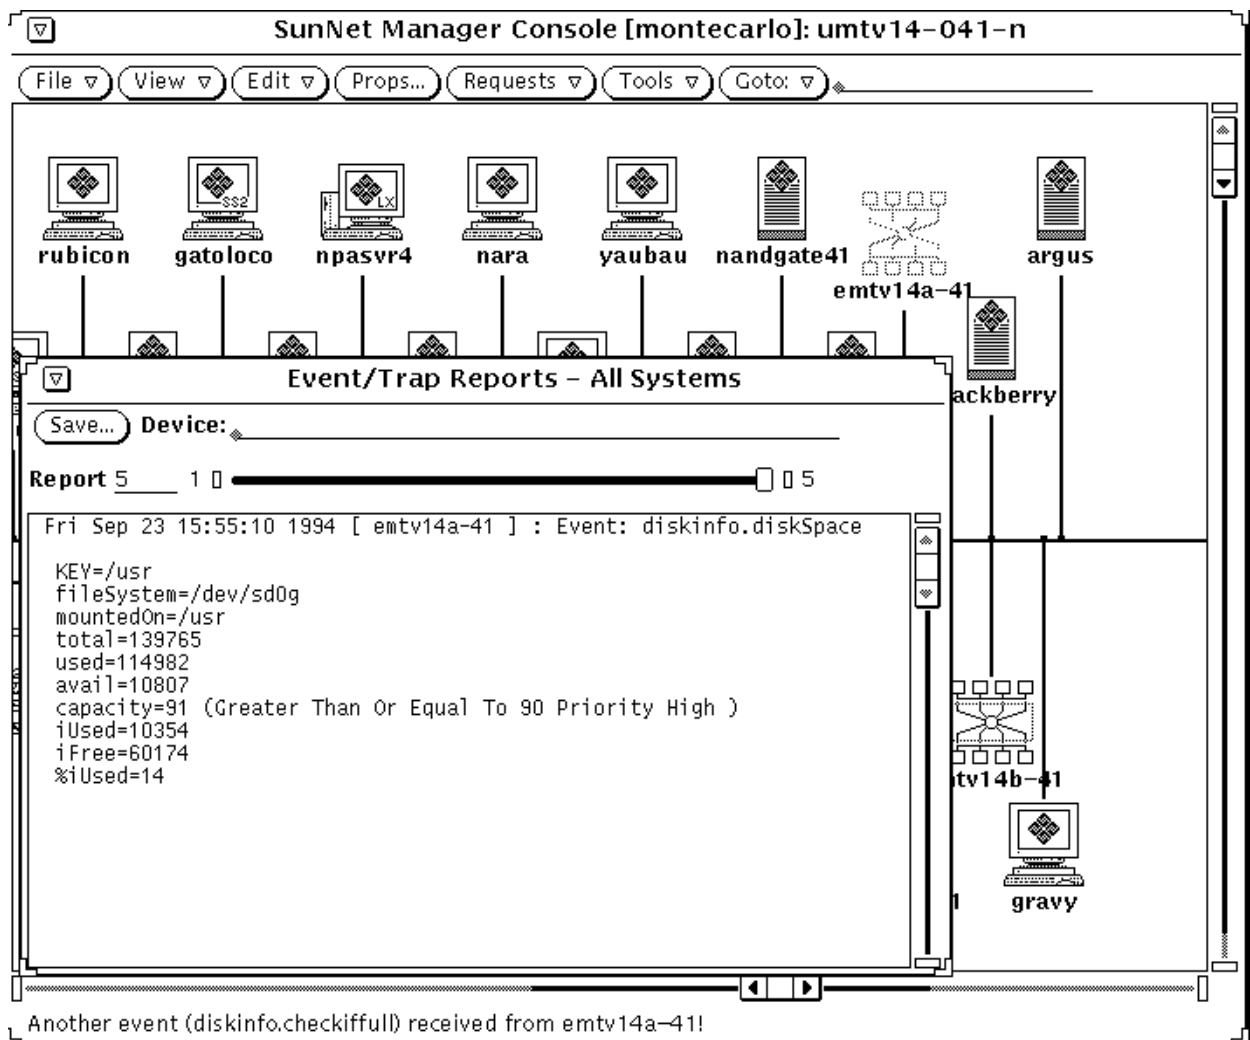 SunNet Manager Console [montecarlo]: umtv14-041-n
File View Edit Props... Requests Tools Goto:
SS2 LX
rubicon gatoloco npasvr4 nara yaubau nandgate41 argus
emtv14a-41
ackberry
Event/Trap Reports - All Systems
Save... Device:
Report 5 1 5
Fri Sep 23 15:55:10 1994 [ emtv14a-41 ] : Event: diskinfo.diskSpace
KEY=/usr
fileSystem=/dev/sd0g
mountedOn=/usr
total=139765
used=114982
avail=10807
capacity=91 (Greater Than Or Equal To 90 Priority High )
iUsed=10354
iFree=60174
%iUsed=14
tv14b-41
1 gravy
Another event (diskinfo.checkiffull) received from emtv14a-41!